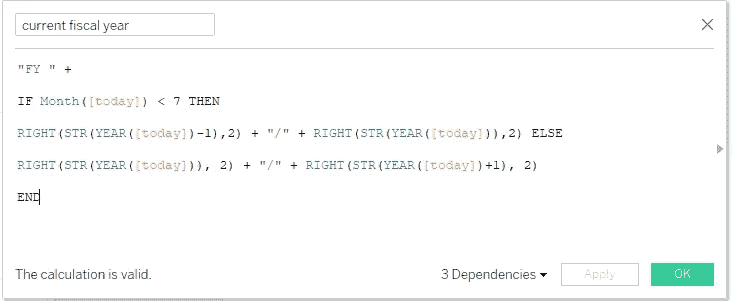 current fiscal year
"FY " +
IF Month([today]) < 7 THEN
RIGHT(STR(YEAR([today])-1),2) + "/" + RIGHT(STR(YEAR([today])),2) ELSE
RIGHT(STR(YEAR([today])), 2) + "/" + RIGHT(STR(YEAR([today])+1), 2)
END
The calculation is valid.
3 Dependencies
Apply
OK